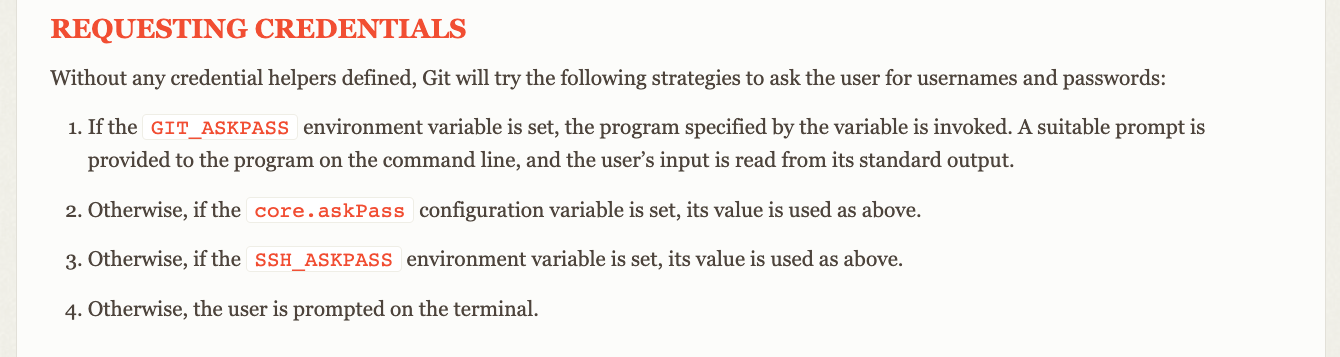 REQUESTING CREDENTIALS
Without any credential helpers defined, Git will try the following strategies to ask the user for usernames and passwords:
1. If the GIT_ASKPASS environment variable is set, the program specified by the variable is invoked. A suitable prompt is
provided to the program on the command line, and the user’s input is read from its standard output.
2. Otherwise, if the core.askPass configuration variable is set, its value is used as above.
3. Otherwise, if the SSH_ASKPASS environment variable is set, its value is used as above.
4. Otherwise, the user is prompted on the terminal.